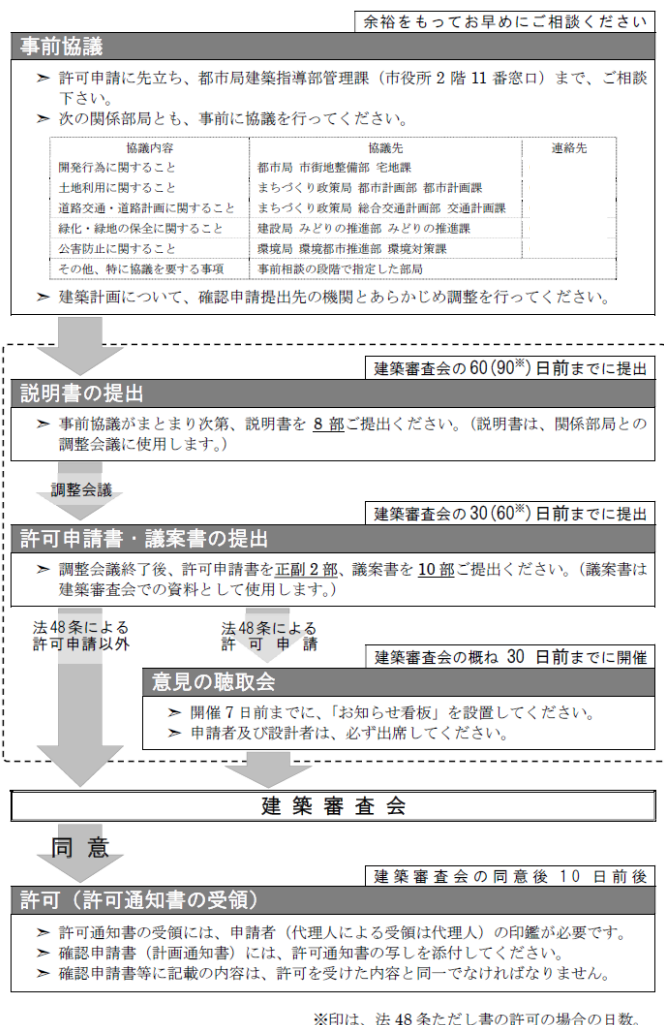 余裕をもってお早めにご相談ください
事前協議
➢ 許可申請に先立ち、都市局建築指導部管理課（市役所 2 階 11 番窓口）まで、ご相談
下さい。
➢ 次の関係部局とも、事前に協議を行ってください。
協議内容 協議先 連絡先
開発行為に関すること 都市局 市街地整備部 宅地課
土地利用に関すること まちづくり政策局 都市計画部 都市計画課
道路交通・道路計画に関すること まちづくり政策局 総合交通計画部 交通計画課
緑化・緑地の保全に関すること 建設局 みどりの推進部 みどりの推進課
公害防止に関すること 環境局 環境都市推進部 環境対策課
その他、特に協議を要する事項 事前相談の段階で指定した部局
➢ 建築計画について、確認申請提出先の機関とあらかじめ調整を行ってください。
建築審査会の 60(90※)日前までに提出
説明書の提出
➢ 事前協議がまとまり次第、説明書を 8 部ご提出ください。（説明書は、関係部局との
調整会議に使用します。）
調整会議
建築審査会の 30(60※)日前までに提出
許可申請書・議案書の提出
➢ 調整会議終了後、許可申請書を正副 2 部、議案書を 10 部ご提出ください。（議案書は
建築審査会での資料として使用します。）
法48条による
許可申請以外
法48条による
許可申請
建築審査会の概ね 30 日前までに開催
意見の聴取会
➢ 開催 7 日前までに、「お知らせ看板」を設置してください。
➢ 申請者及び設計者は、必ず出席してください。
建築審査会
同意
建築審査会の同意後 10 日前後
許可（許可通知書の受領）
➢ 許可通知書の受領には、申請者（代理人による受領は代理人）の印鑑が必要です。
➢ 確認申請書（計画通知書）には、許可通知書の写しを添付してください。
➢ 確認申請書等に記載の内容は、許可を受けた内容と同一でなければなりません。
※印は、法 48 条ただし書の許可の場合の日数。